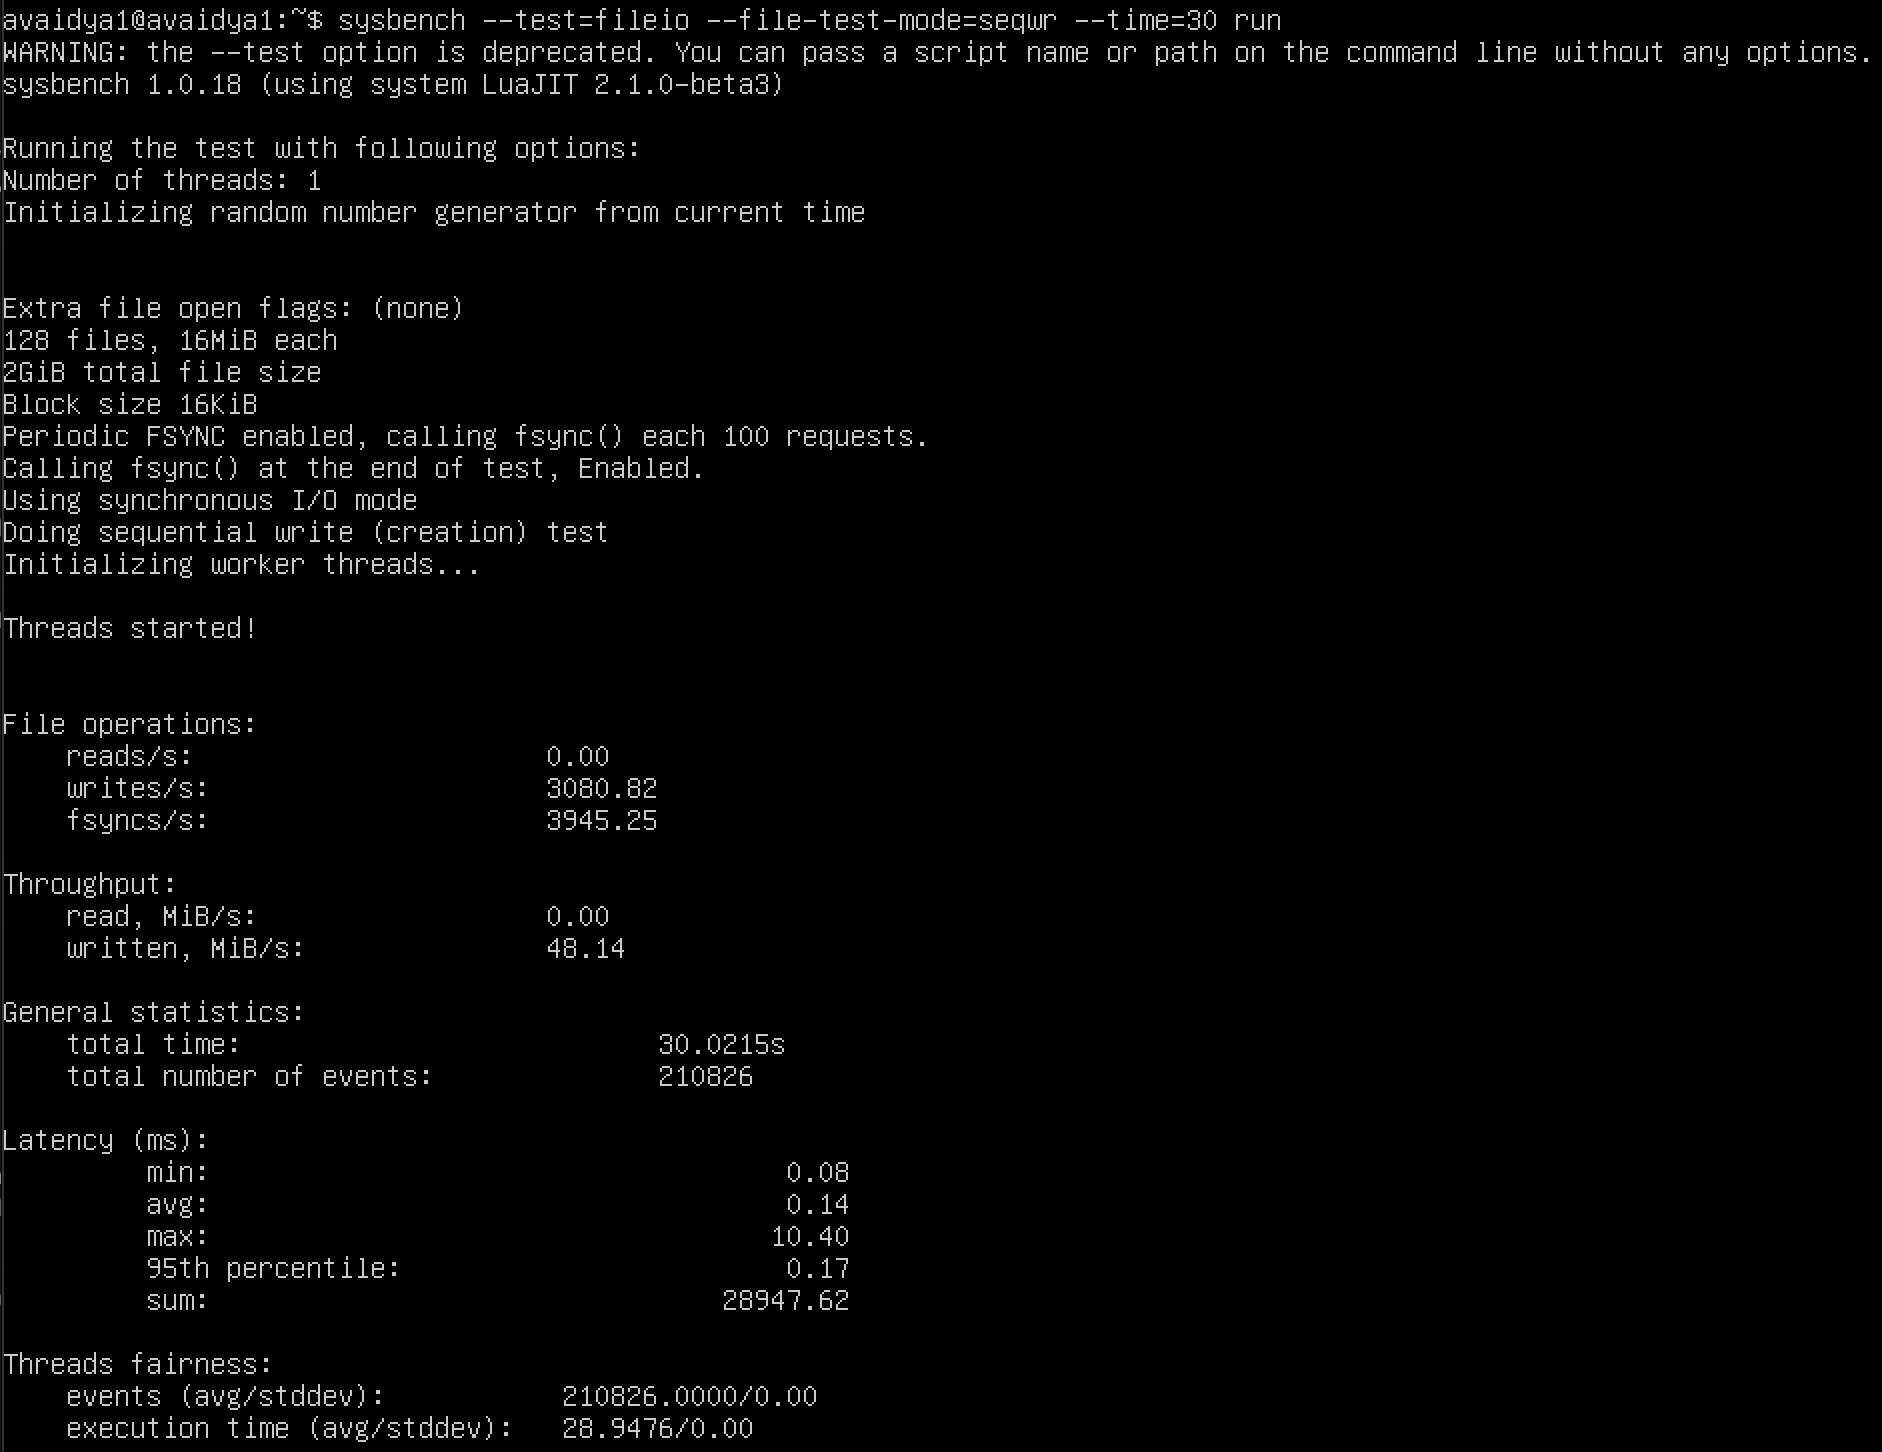 avaidya1@avaidya1:~$ sysbench --test=fileio --file-test-mode=seqwr --time=30 run
WARNING: the --test option is deprecated. You can pass a script name or path on the command line without any options.
sysbench 1.0.18 (using system LuaJIT 2.1.0-beta3)

Running the test with following options:
Number of threads: 1
Initializing random number generator from current time


Extra file open flags: (none)
128 files, 16MiB each
2GiB total file size
Block size 16KiB
Periodic FSYNC enabled, calling fsync() each 100 requests.
Calling fsync() at the end of test, Enabled.
Using synchronous I/O mode
Doing sequential write (creation) test
Initializing worker threads...

Threads started!


File operations:
    reads/s:                      0.00
    writes/s:                     3080.82
    fsyncs/s:                     3945.25

Throughput:
    read, MiB/s:                  0.00
    written, MiB/s:               48.14

General statistics:
    total time:                          30.0215s
    total number of events:              210826

Latency (ms):
         min:                                    0.08
         avg:                                    0.14
         max:                                   10.40
         95th percentile:                        0.17
         sum:                                28947.62

Threads fairness:
    events (avg/stddev):           210826.0000/0.00
    execution time (avg/stddev):   28.9476/0.00